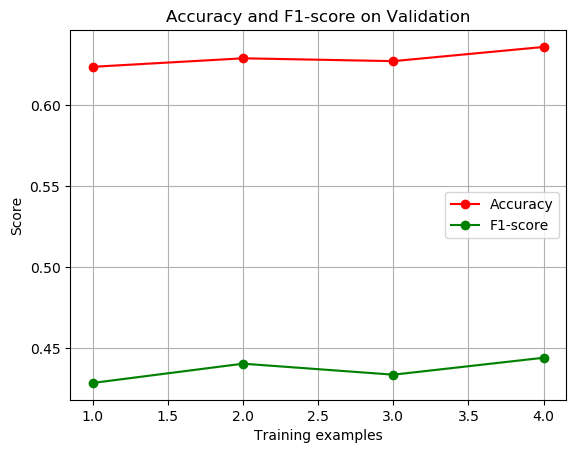 Accuracy and F1-score on Validation
Score
0.60
0.55
0.50
0.45
Accuracy
F1-score
1.0 1.5 2.0 2.5 3.0 3.5 4.0
Training examples